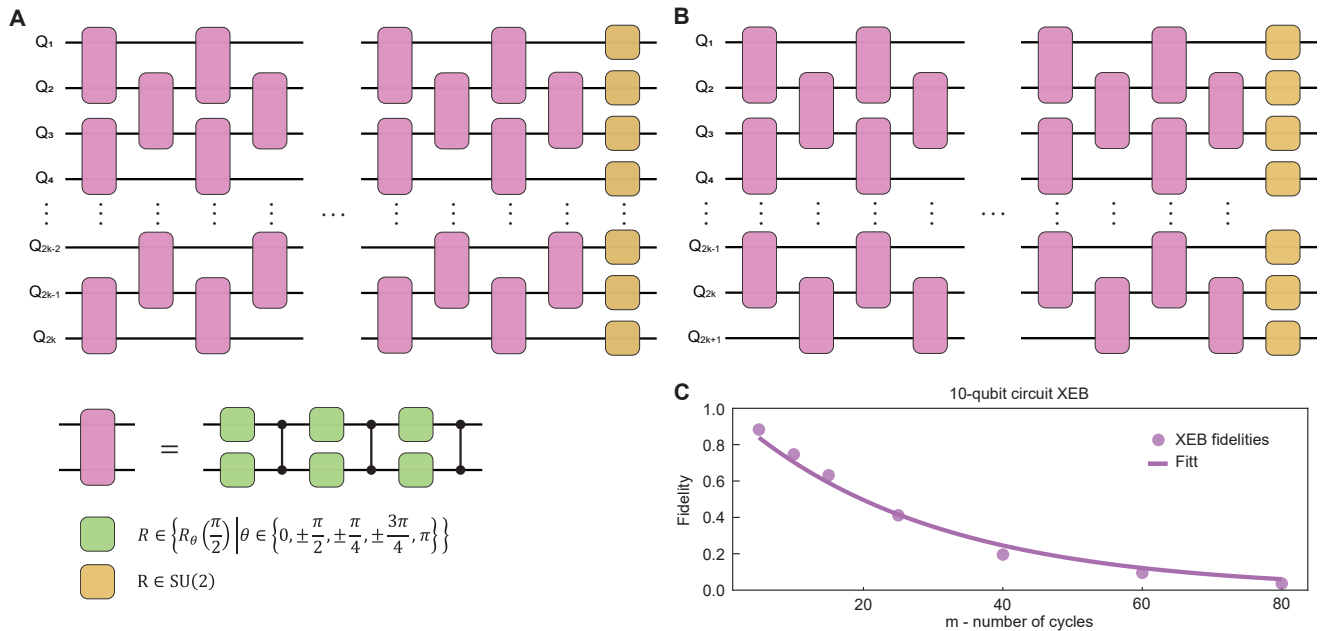 A
Q₁
Q₂
Q₃
Q₄
⋮ ⋮ ⋮ ⋮ ⋮ ... ⋮ ⋮ ⋮ ⋮ ⋮
Q₂ₖ₋₂
Q₂ₖ₋₁
Q₂ₖ
B
Q₁
Q₂
Q₃
Q₄
⋮ ⋮ ⋮ ⋮ ⋮ ... ⋮ ⋮ ⋮ ⋮ ⋮
Q₂ₖ₋₁
Q₂ₖ
Q₂ₖ₊₁
=
R ∈ {R_θ (π/2) | θ ∈ {0, ± π/2, ± π/4, ± 3π/4, π}}
R ∈ SU(2)
C
10-qubit circuit XEB
XEB fidelities
Fitt
Fidelity
1.0
0.8
0.6
0.4
0.2
0.0
20 40 60 80
m - number of cycles